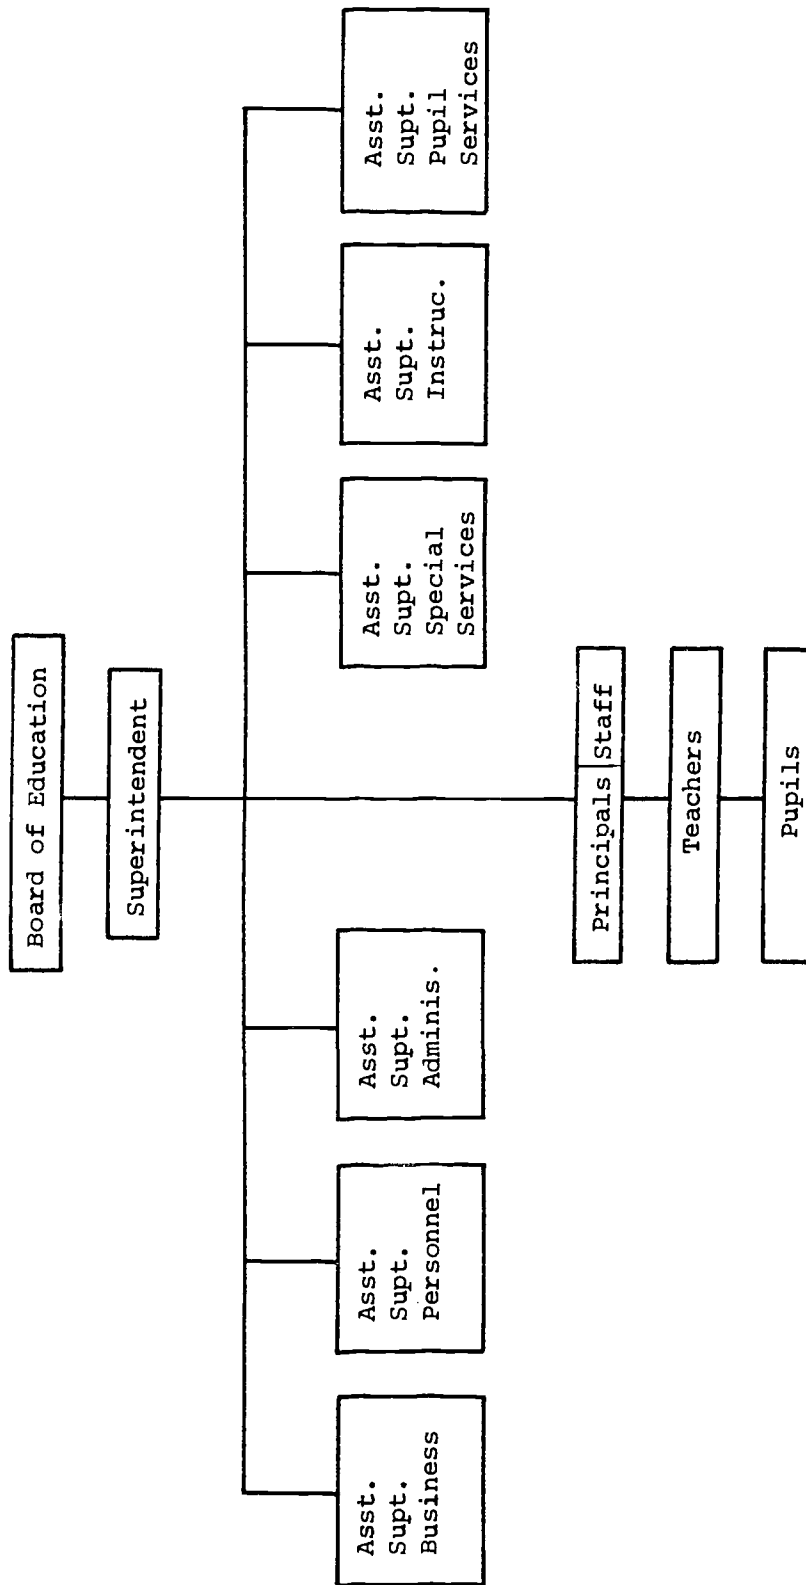 Board of Education
Superintendent
Asst.
Supt.
Business
Asst.
Supt.
Personnel
Asst.
Supt.
Adminis.
Asst.
Supt.
Special
Services
Asst.
Supt.
Instruc.
Asst.
Supt.
Pupil
Services
Principals Staff
Teachers
Pupils